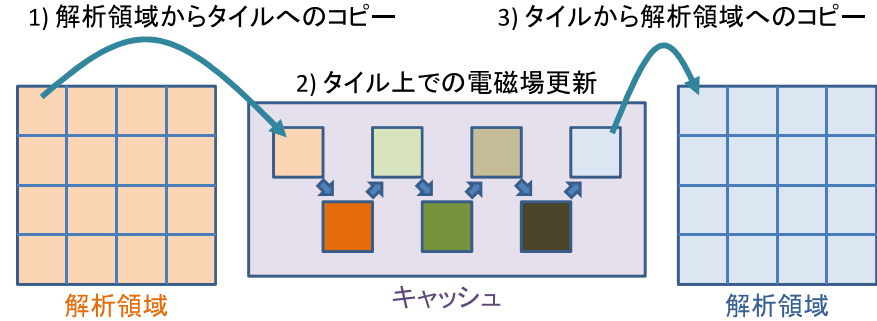 1) 解析領域からタイルへのコピー
3) タイルから解析領域へのコピー
2) タイル上での電磁場更新
解析領域
キャッシュ
解析領域